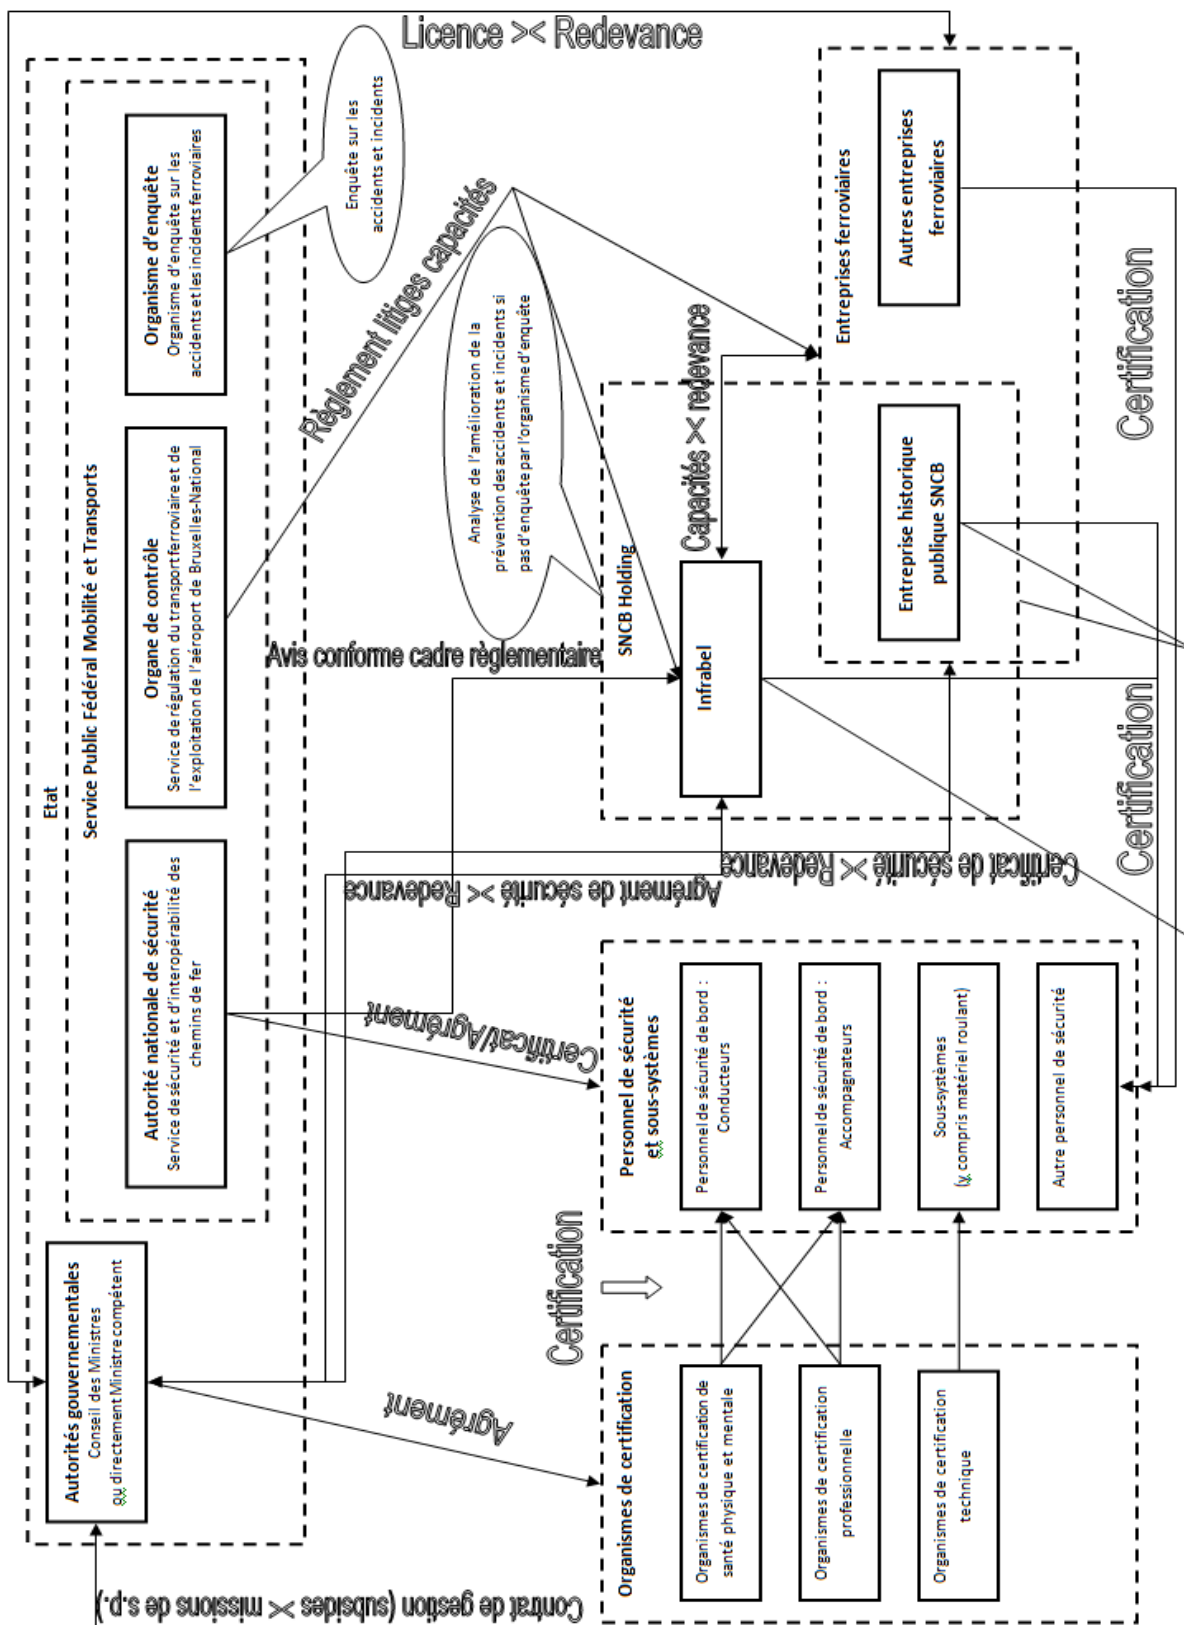 Licence >< Redevance
Etat
Service Public Fédéral Mobilité et Transports
Autorités gouvernementales
Conseil des Ministres
ou directement Ministre compétent
Autorité nationale de sécurité
Service de sécurité et d'interopérabilité des
chemins de fer
Organe de contrôle
Service de régulation du transport ferroviaire et de
l'exploitation de l'aéroport de Bruxelles-National
Organisme d'enquête
Organisme d'enquête sur les
accidents et les incidents ferroviaires
Enquête sur les
accidents et incidents
Règlement litiges capacités
Analyse de l'amélioration de la
prévention des accidents et incidents si
pas d'enquête par l'organisme d'enquête
Avis conforme cadre règlementaire
Agrément de sécurité >< Redevance
Certificat de sécurité >< Redevance
Certificat/Agrément
Agrément
Contrat de gestion (subsides >< missions de s.p.)
SNCB Holding
Infrabel
Capacités >< redevance
Entreprises ferroviaires
Entreprise historique
publique SNCB
Autres entreprises
ferroviaires
Certification
Certification
Certification
Organismes de certification
Organismes de certification de
santé physique et mentale
Organismes de certification
professionnelle
Organismes de certification
technique
Personnel de sécurité
et sous-systèmes
Personnel de sécurité de bord :
Conducteurs
Personnel de sécurité de bord :
Accompagnateurs
Sous-systèmes
(y compris matériel roulant)
Autre personnel de sécurité